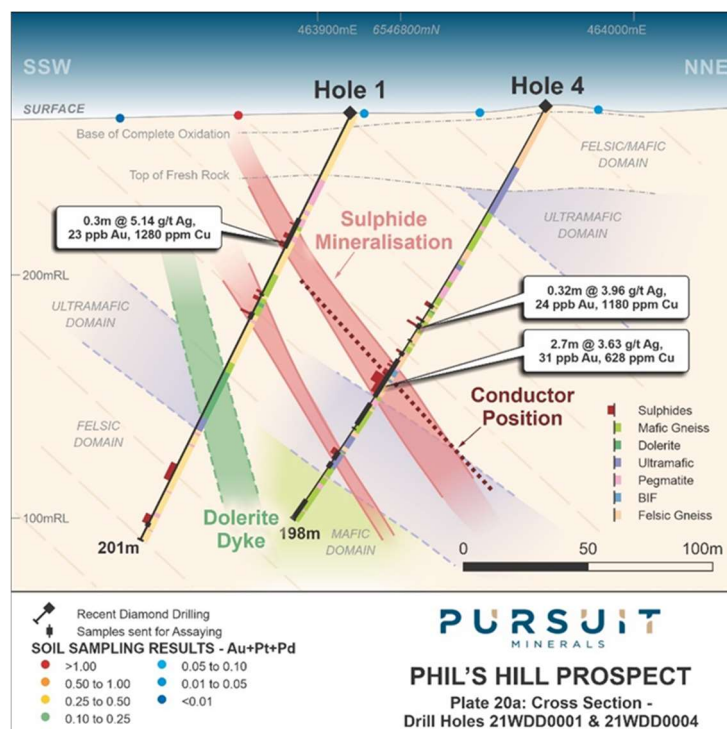 463900mE 6546800mN 464000mE
SSW
NNE
Hole 1
Hole 4
SURFACE
Base of Complete Oxidation
FELSIC/MAFIC
DOMAIN
Top of Fresh Rock
0.3m @ 5.14 g/t Ag,
23 ppb Au, 1280 ppm Cu
Sulphide
Mineralisation
ULTRAMAFIC
DOMAIN
200mRL
ULTRAMAFIC
DOMAIN
0.32m @ 3.96 g/t Ag,
24 ppb Au, 1180 ppm Cu
2.7m @ 3.63 g/t Ag,
31 ppb Au, 628 ppm Cu
Conductor
Position
FELSIC
DOMAIN
Sulphides
Mafic Gneiss
Dolerite
Ultramafic
Pegmatite
BIF
Felsic Gneiss
100mRL
201m
Dolerite
Dyke
198m
MAFIC
DOMAIN
0 50 100m
Recent Diamond Drilling
Samples sent for Assaying
SOIL SAMPLING RESULTS - Au+Pt+Pd
>1.00
0.50 to 1.00
0.25 to 0.50
0.10 to 0.25
0.05 to 0.10
0.01 to 0.05
<0.01
PURSUIT
MINERALS
PHIL'S HILL PROSPECT
Plate 20a: Cross Section -
Drill Holes 21WDD0001 & 21WDD0004